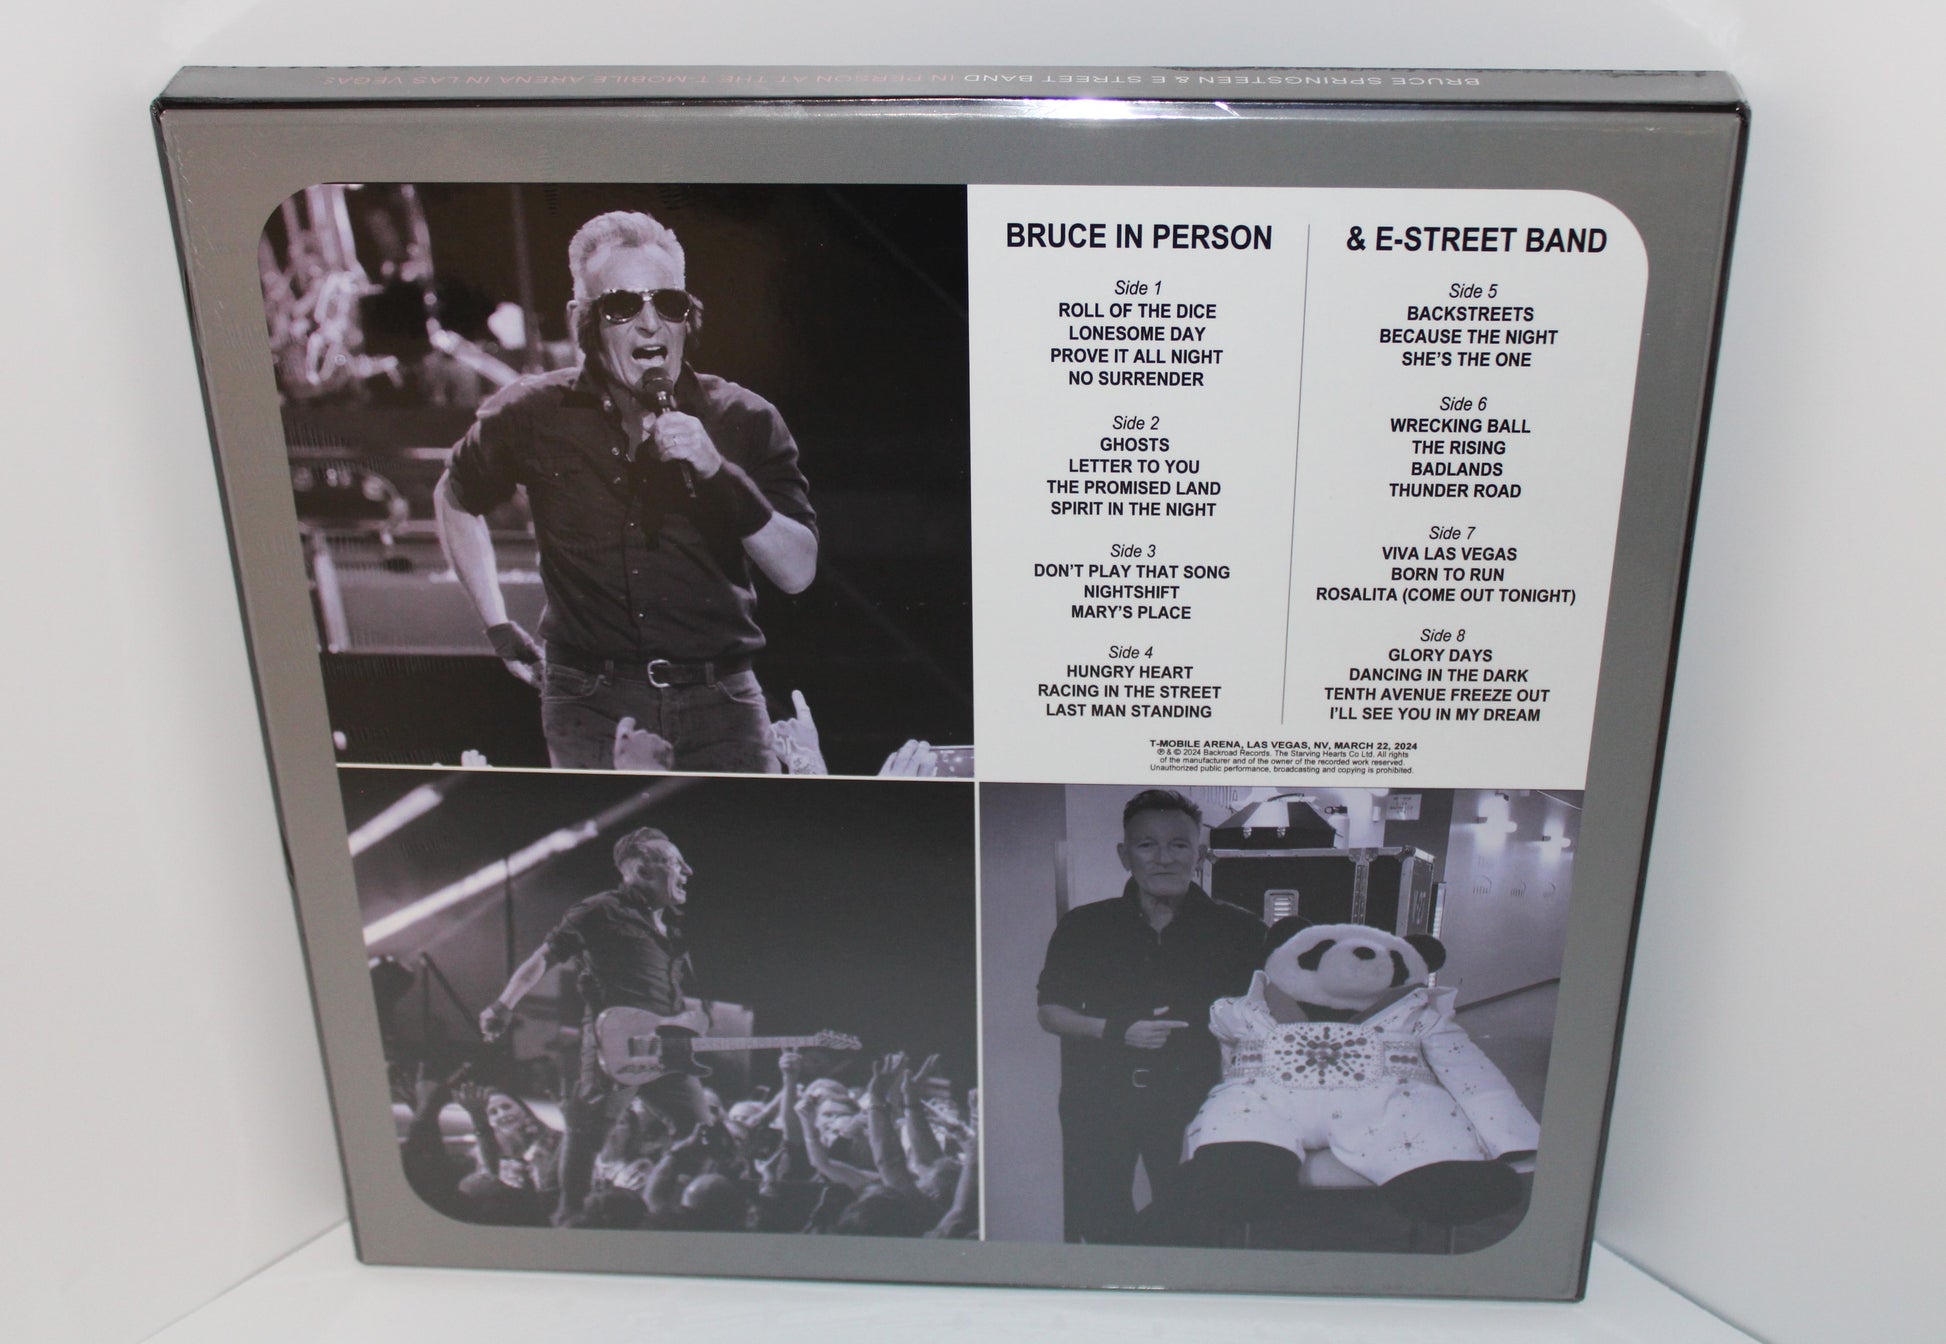 BRUCE SPRINGSTEEN & E STREET BAND IN PERSON AT THE T-MOBILE ARENA IN LAS VEGAS
BRUCE IN PERSON
Side 1
ROLL OF THE DICE
LONESOME DAY
PROVE IT ALL NIGHT
NO SURRENDER
Side 2
GHOSTS
LETTER TO YOU
THE PROMISED LAND
SPIRIT IN THE NIGHT
Side 3
DON'T PLAY THAT SONG
NIGHTSHIFT
MARY'S PLACE
Side 4
HUNGRY HEART
RACING IN THE STREET
LAST MAN STANDING
& E-STREET BAND
Side 5
BACKSTREETS
BECAUSE THE NIGHT
SHE'S THE ONE
Side 6
WRECKING BALL
THE RISING
BADLANDS
THUNDER ROAD
Side 7
VIVA LAS VEGAS
BORN TO RUN
ROSALITA (COME OUT TONIGHT)
Side 8
GLORY DAYS
DANCING IN THE DARK
TENTH AVENUE FREEZE OUT
I'LL SEE YOU IN MY DREAM
T-MOBILE ARENA, LAS VEGAS, NV, MARCH 22, 2024
℗ & © 2024 Backroad Records. The Starving Hearts Co Ltd. All rights
of the manufacturer and of the owner of the recorded work reserved.
Unauthorized public performance, broadcasting and copying is prohibited.